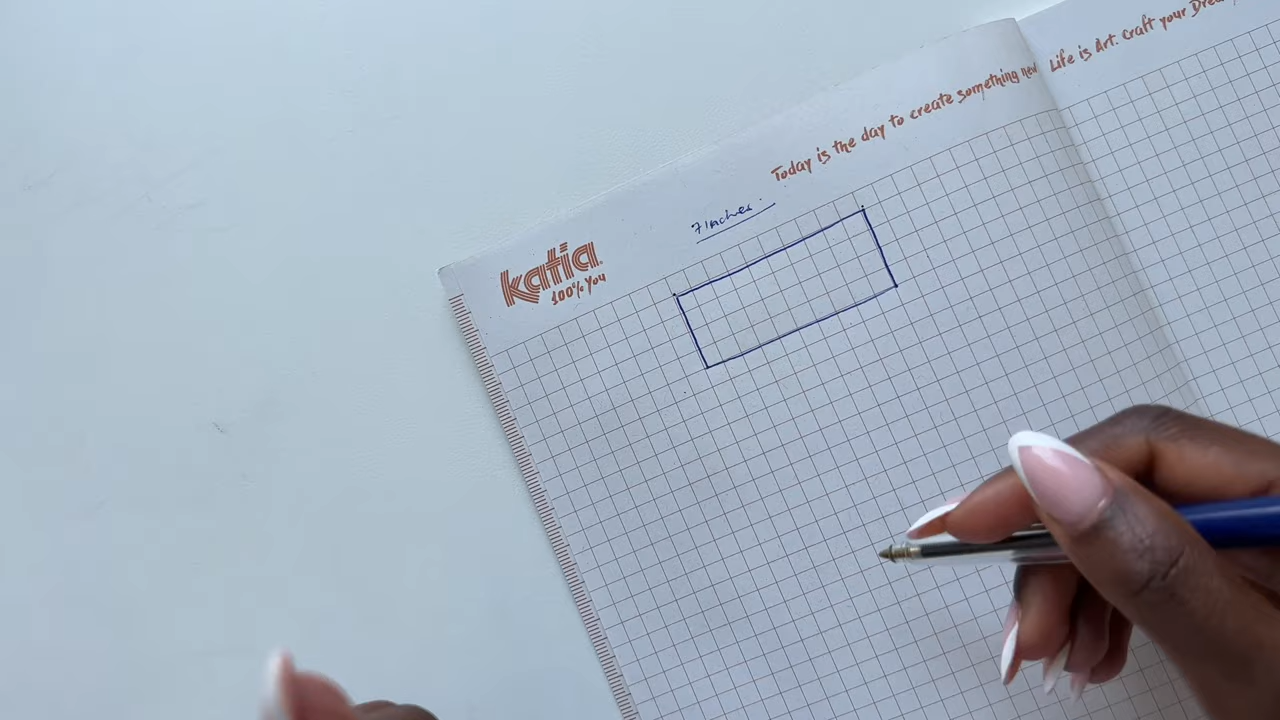 Life is Art. Craft your
Today is the day to create something new
7 Inches.
katia
100% You